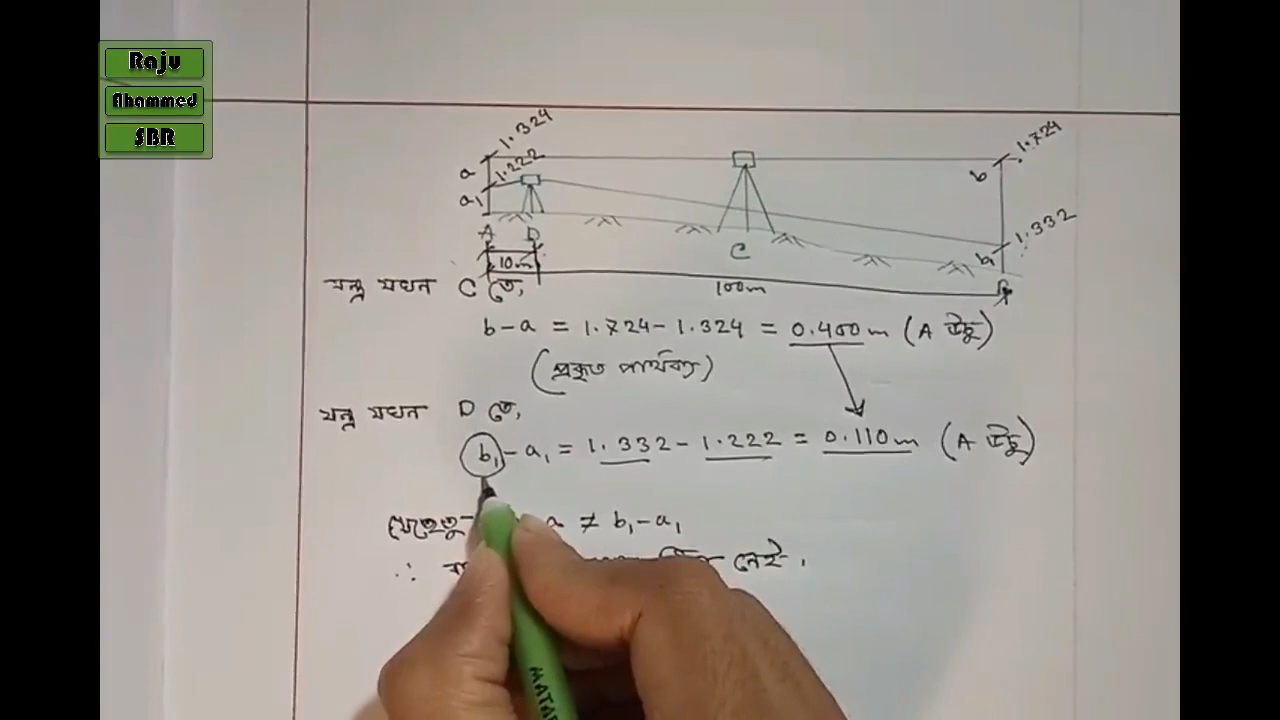 Raju
Ahammed
SBR
1.324
1.724
a
1.222
b
a₁
1.332
b₁
A D
C
10m
100m
B
যন্ত্র যখন C তে,
b-a = 1.724 - 1.324 = 0.400m (A উঁচু)
(প্রকৃত পার্থক্য)
যন্ত্র যখন D তে,
b₁-a₁ = 1.332 - 1.222 = 0.110m (A উঁচু)
যেহেতু a ≠ b₁-a₁
∴ নেই.
MATA